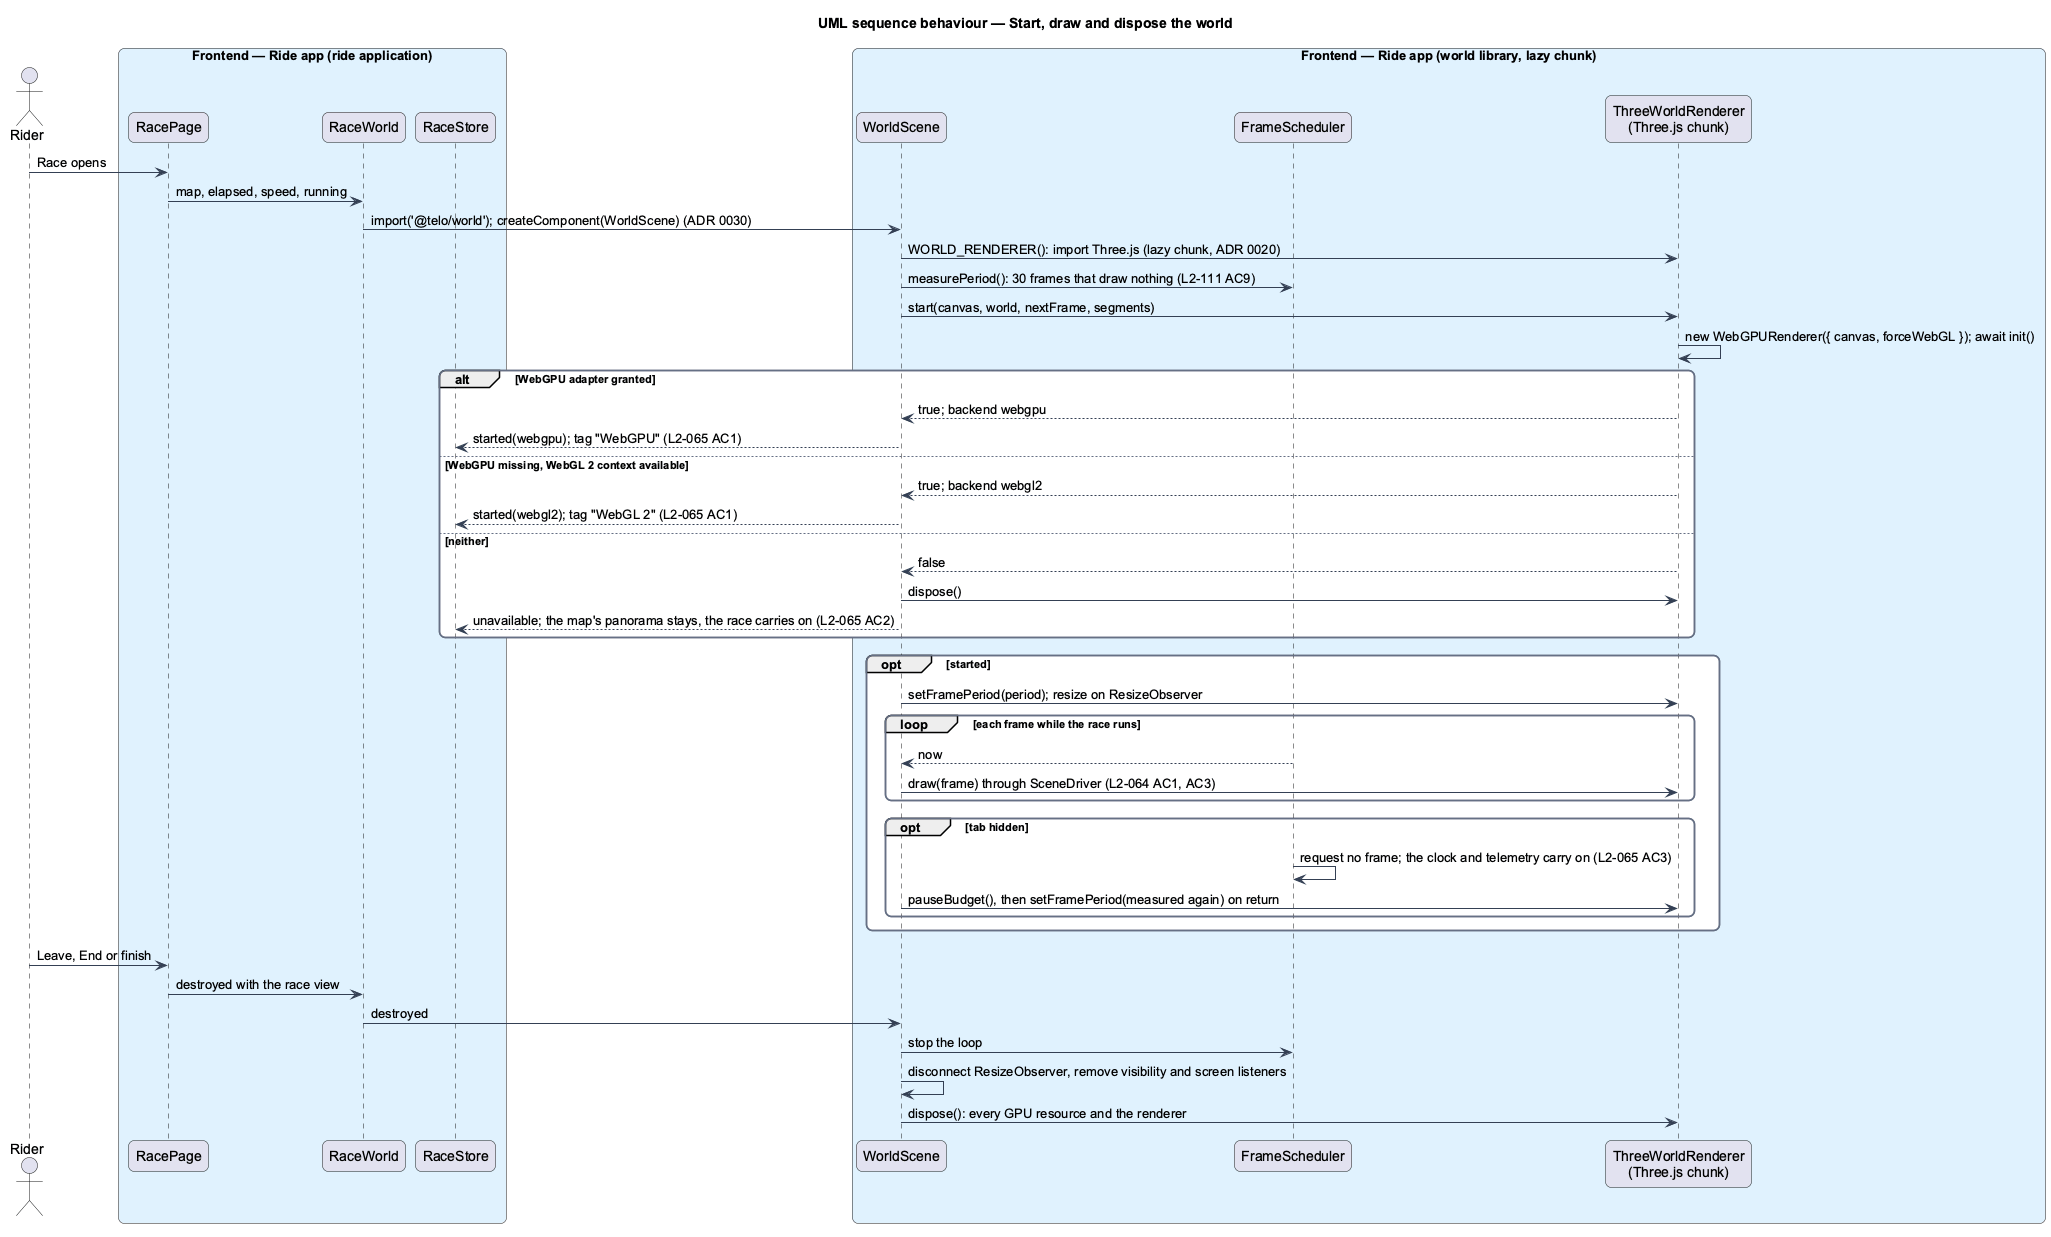 UML sequence behaviour — Start, draw and dispose the world
Frontend — Ride app (ride application)
Frontend — Ride app (world library, lazy chunk)
Rider
RacePage
RaceWorld
RaceStore
WorldScene
FrameScheduler
ThreeWorldRenderer
(Three.js chunk)
Race opens
map, elapsed, speed, running
import('@telo/world'); createComponent(WorldScene) (ADR 0030)
WORLD_RENDERER(): import Three.js (lazy chunk, ADR 0020)
measurePeriod(): 30 frames that draw nothing (L2-111 AC9)
start(canvas, world, nextFrame, segments)
new WebGPURenderer({ canvas, forceWebGL }); await init()
alt [WebGPU adapter granted]
true; backend webgpu
started(webgpu); tag "WebGPU" (L2-065 AC1)
[WebGPU missing, WebGL 2 context available]
true; backend webgl2
started(webgl2); tag "WebGL 2" (L2-065 AC1)
[neither]
false
dispose()
unavailable; the map's panorama stays, the race carries on (L2-065 AC2)
opt [started]
setFramePeriod(period); resize on ResizeObserver
loop [each frame while the race runs]
now
draw(frame) through SceneDriver (L2-064 AC1, AC3)
opt [tab hidden]
request no frame; the clock and telemetry carry on (L2-065 AC3)
pauseBudget(), then setFramePeriod(measured again) on return
Leave, End or finish
destroyed with the race view
destroyed
stop the loop
disconnect ResizeObserver, remove visibility and screen listeners
dispose(): every GPU resource and the renderer
Rider
RacePage
RaceWorld
RaceStore
WorldScene
FrameScheduler
ThreeWorldRenderer
(Three.js chunk)